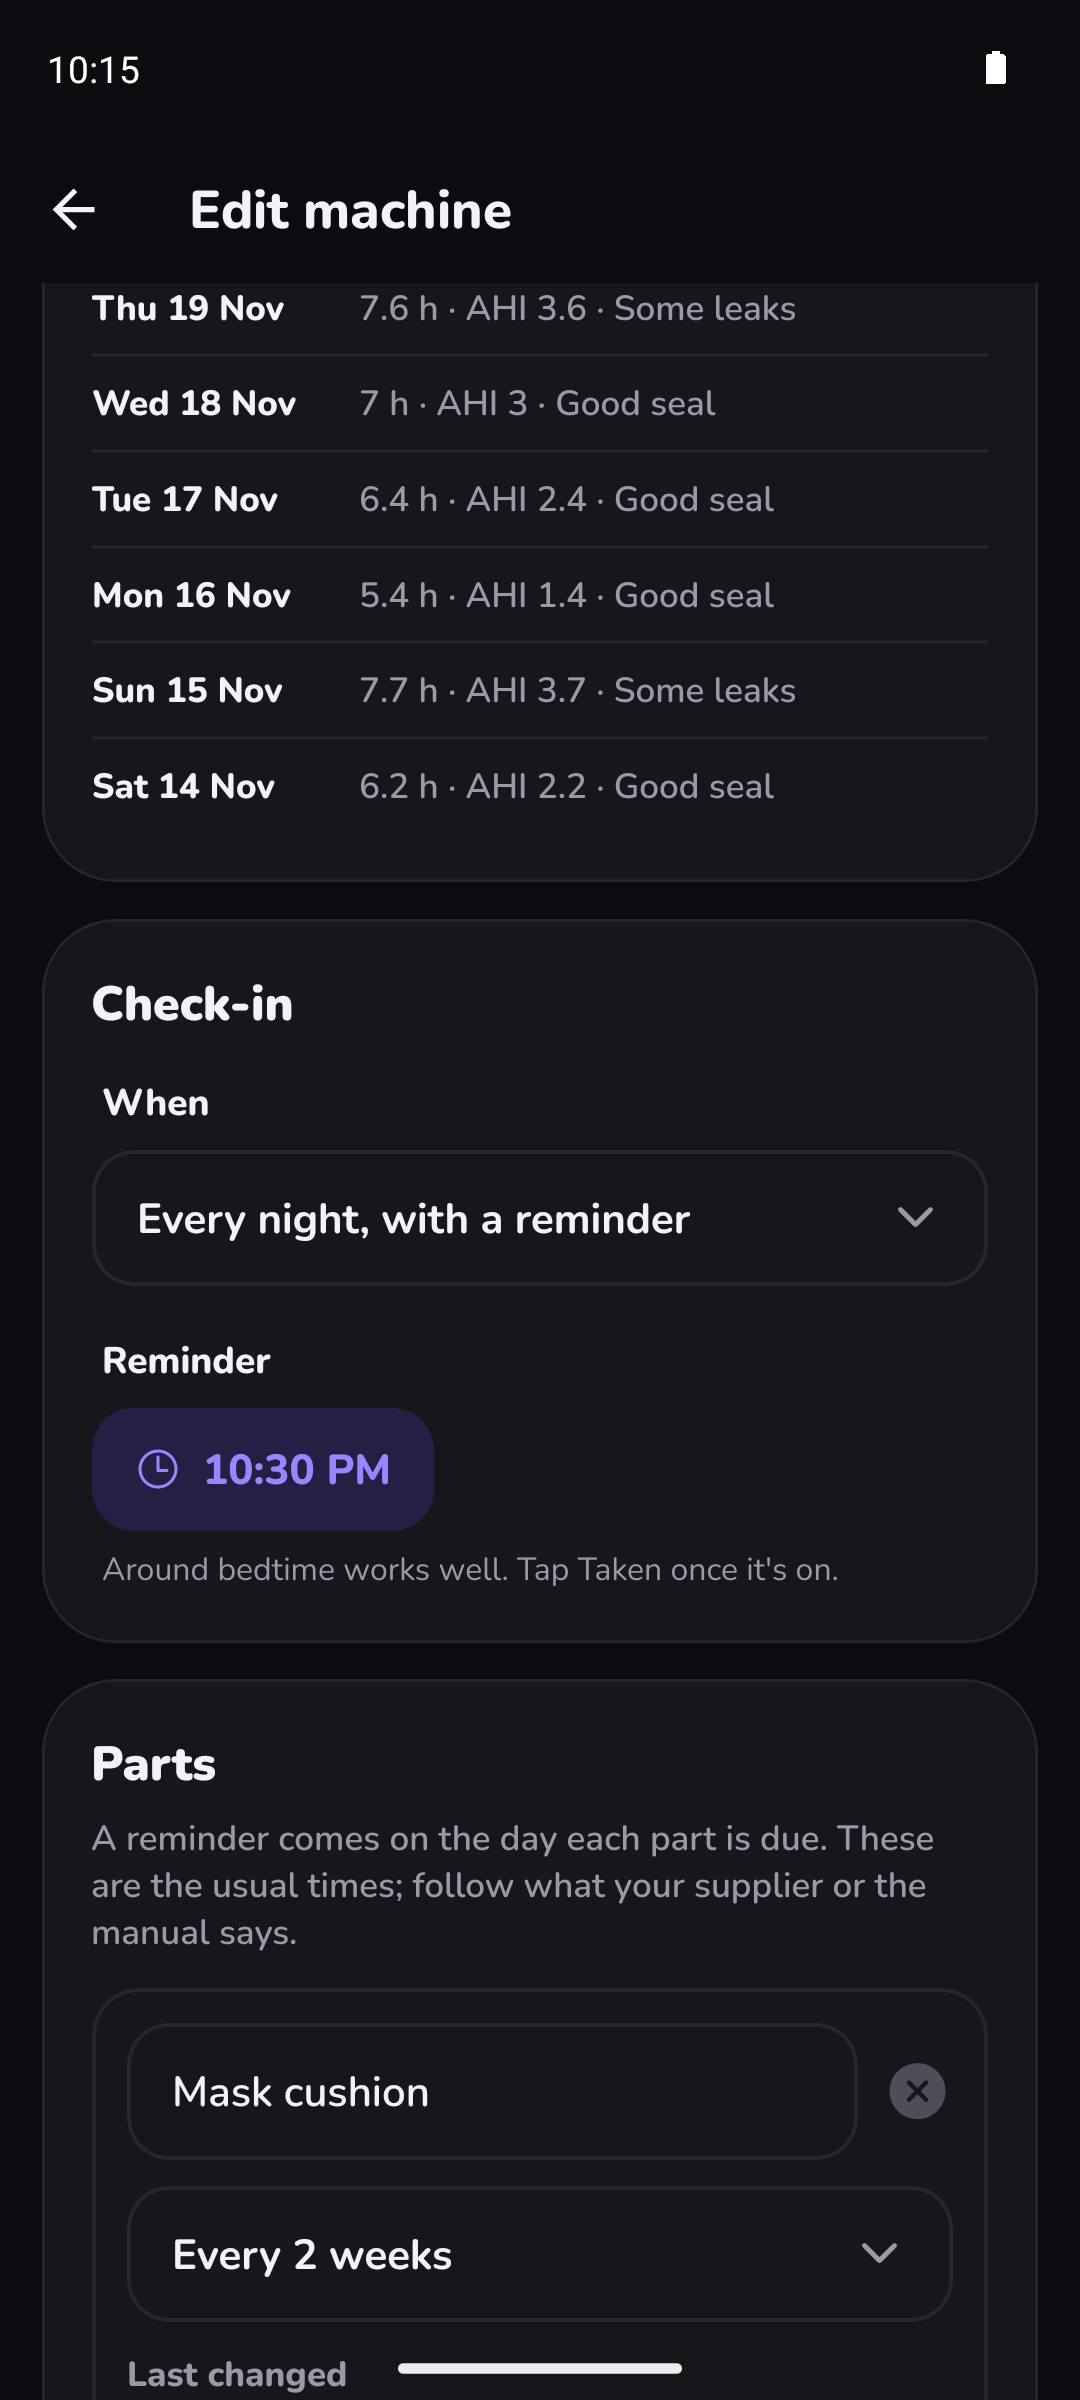 10:15
Edit machine
Thu 19 Nov 7.6 h · AHI 3.6 · Some leaks
Wed 18 Nov 7 h · AHI 3 · Good seal
Tue 17 Nov 6.4 h · AHI 2.4 · Good seal
Mon 16 Nov 5.4 h · AHI 1.4 · Good seal
Sun 15 Nov 7.7 h · AHI 3.7 · Some leaks
Sat 14 Nov 6.2 h · AHI 2.2 · Good seal
Check-in
When
Every night, with a reminder
Reminder
10:30 PM
Around bedtime works well. Tap Taken once it's on.
Parts
A reminder comes on the day each part is due. These
are the usual times; follow what your supplier or the
manual says.
Mask cushion
Every 2 weeks
Last changed